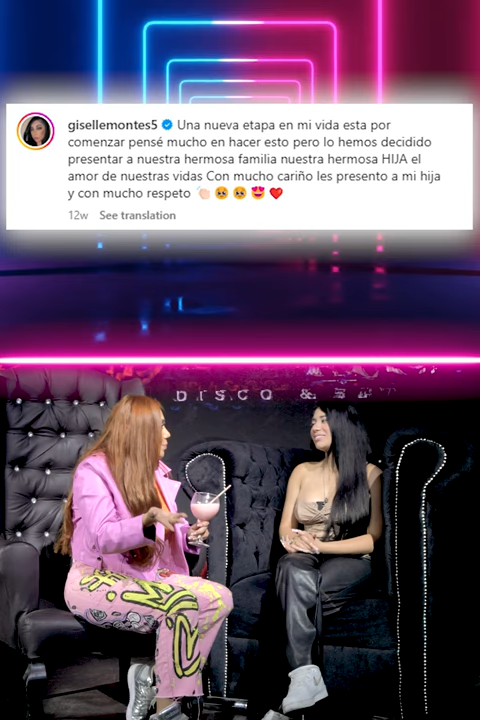 gisellemontes5 Una nueva etapa en mi vida esta por
comenzar pensé mucho en hacer esto pero lo hemos decidido
presentar a nuestra hermosa familia nuestra hermosa HIJA el
amor de nuestras vidas Con mucho cariño les presento a mi hija
y con mucho respeto 👏🏻🥹🥹😍❤️
12w See translation
DISCO &